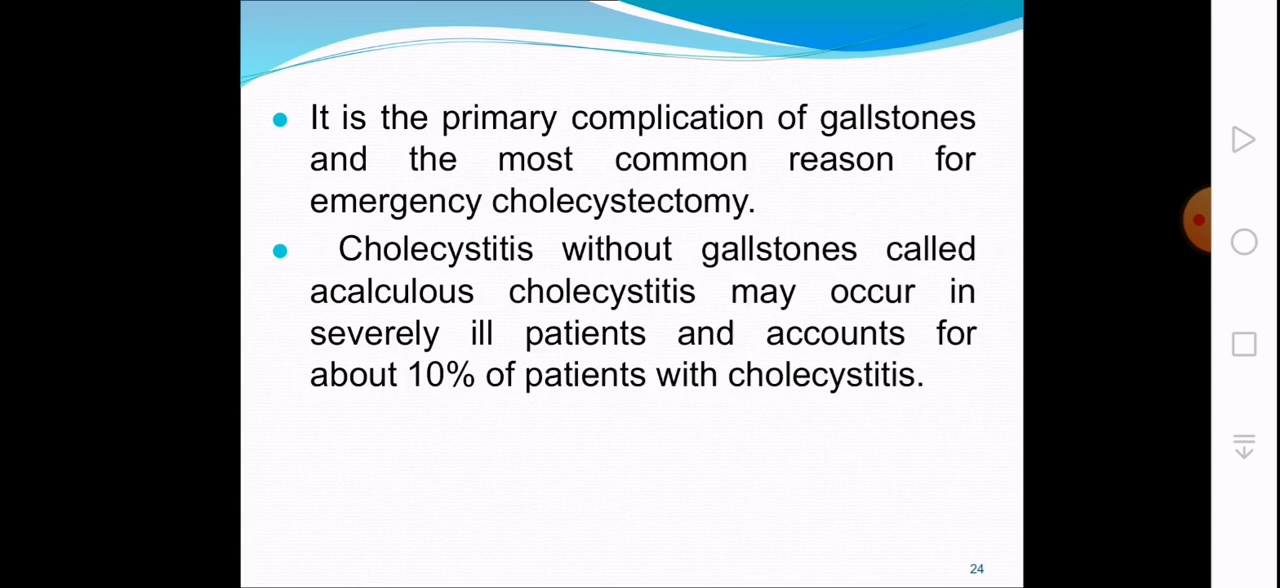 It is the primary complication of gallstones
and the most common reason for
emergency cholecystectomy.
Cholecystitis without gallstones called
acalculous cholecystitis may occur in
severely ill patients and accounts for
about 10% of patients with cholecystitis.
24